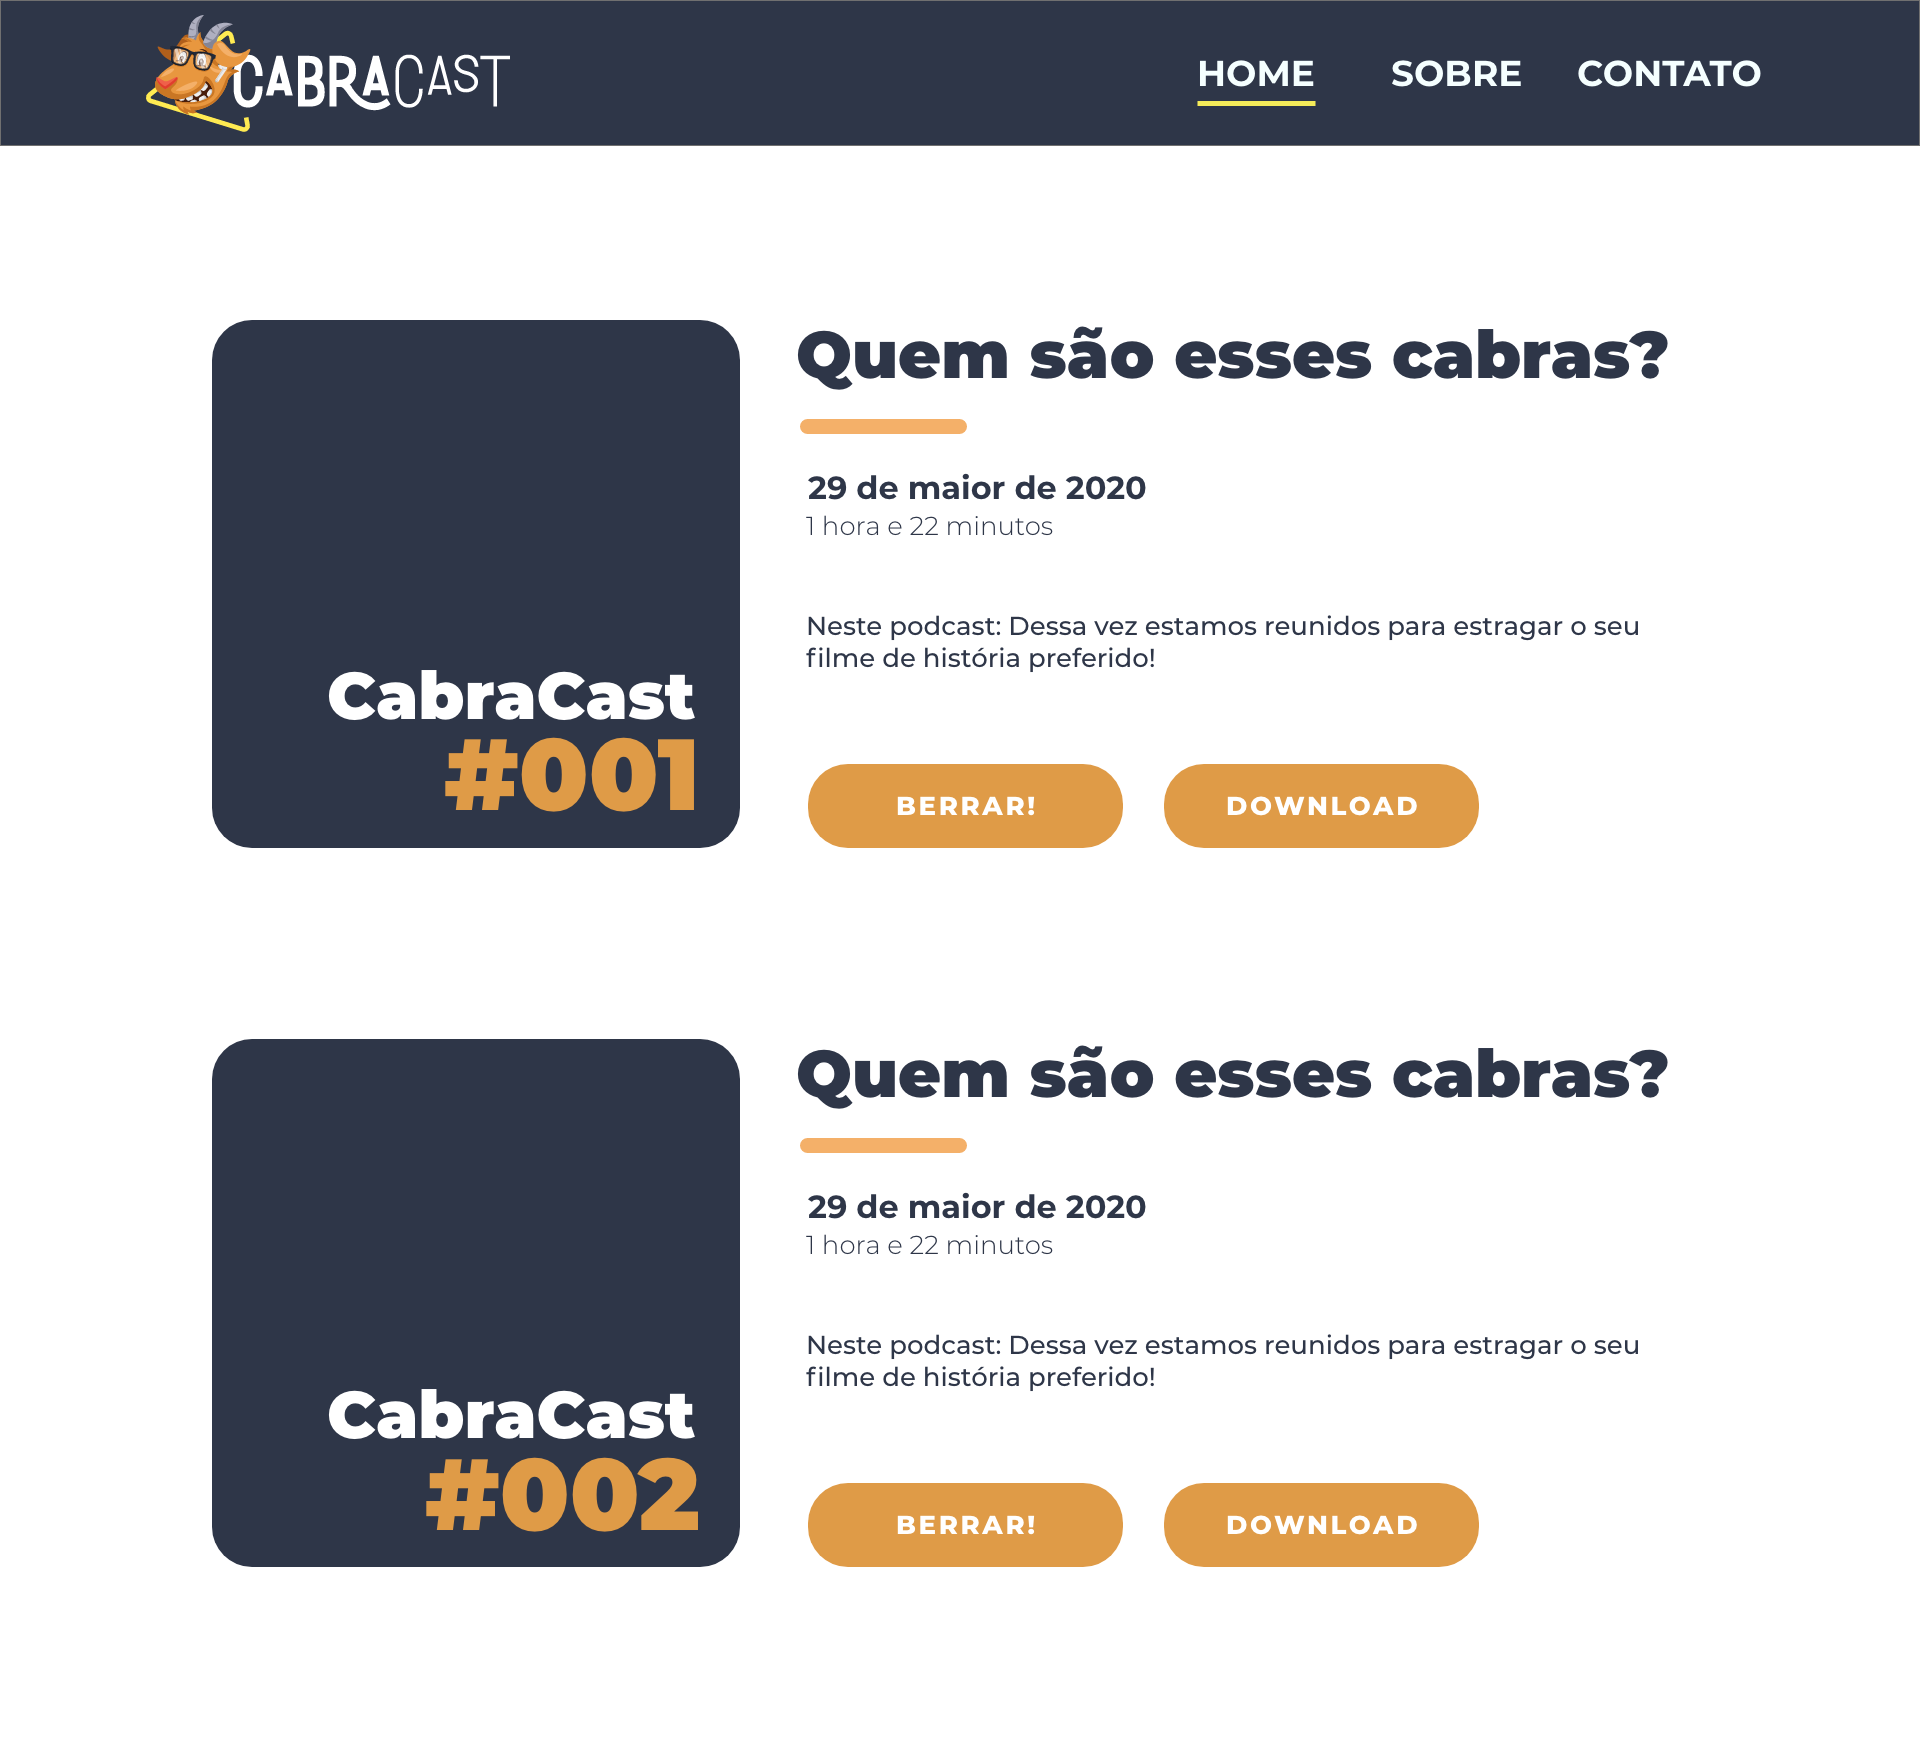 CABRACAST
HOME SOBRE CONTATO
Quem são esses cabras?
29 de maior de 2020
1 hora e 22 minutos
Neste podcast: Dessa vez estamos reunidos para estragar o seu
filme de história preferido!
CabraCast
#001
BERRAR! DOWNLOAD
Quem são esses cabras?
29 de maior de 2020
1 hora e 22 minutos
Neste podcast: Dessa vez estamos reunidos para estragar o seu
filme de história preferido!
CabraCast
#002
BERRAR! DOWNLOAD